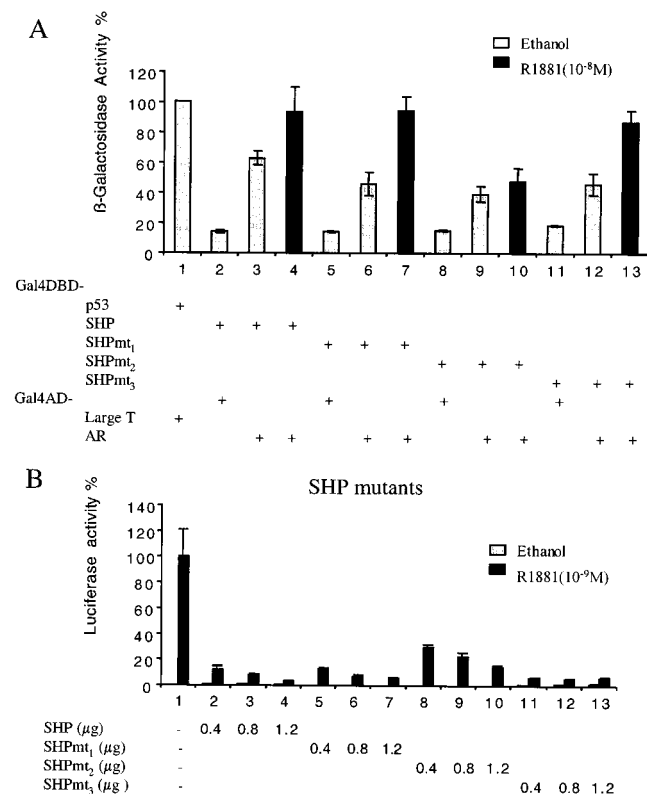 A
Ethanol
R1881(10⁻⁸M)
ß-Galactosidase Activity %
120
100
80
60
40
20
0
1 2 3 4 5 6 7 8 9 10 11 12 13
Gal4DBD-
p53 +
SHP + + +
SHPmt₁ + + +
SHPmt₂ + + +
SHPmt₃ + + +
Gal4AD- + + + +
Large T +
AR + + + + + + + +
B
SHP mutants
Ethanol
R1881(10⁻⁹M)
Luciferase activity %
140
120
100
80
60
40
20
0
1 2 3 4 5 6 7 8 9 10 11 12 13
SHP (µg) - 0.4 0.8 1.2
SHPmt₁ (µg) - 0.4 0.8 1.2
SHPmt₂ (µg) - 0.4 0.8 1.2
SHPmt₃ (µg ) - 0.4 0.8 1.2